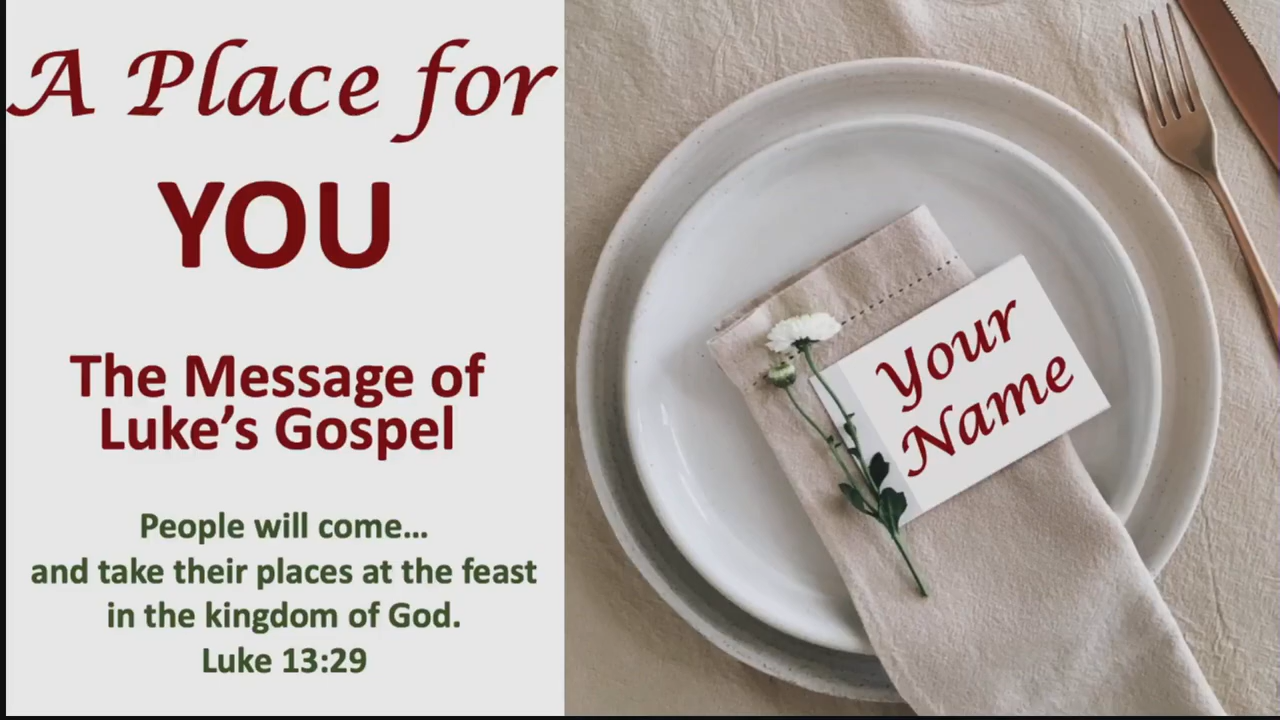 A Place for
YOU
The Message of
Luke’s Gospel
People will come...
and take their places at the feast
in the kingdom of God.
Luke 13:29
Your
Name